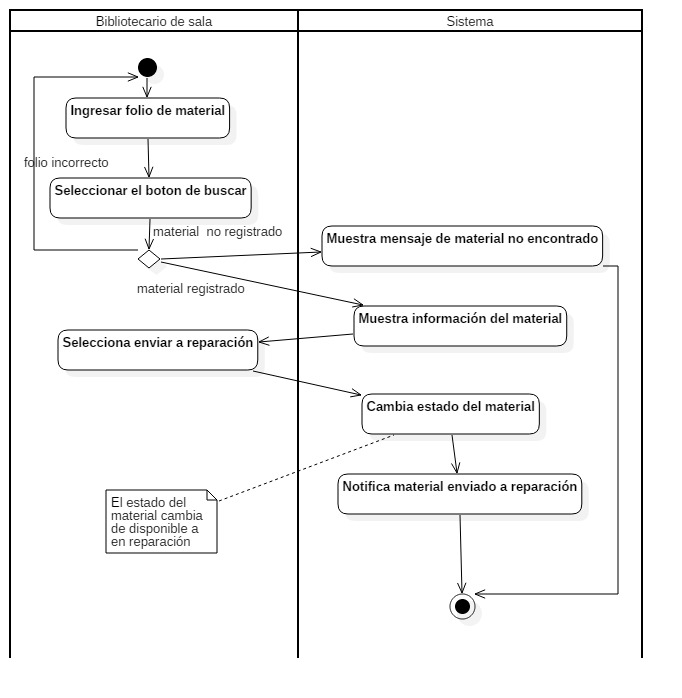 Bibliotecario de sala
Sistema
Ingresar folio de material
folio incorrecto
Seleccionar el boton de buscar
material  no registrado
Muestra mensaje de material no encontrado
material registrado
Muestra información del material
Selecciona enviar a reparación
Cambia estado del material
Notifica material enviado a reparación
El estado del
material cambia
de disponible a
en reparación